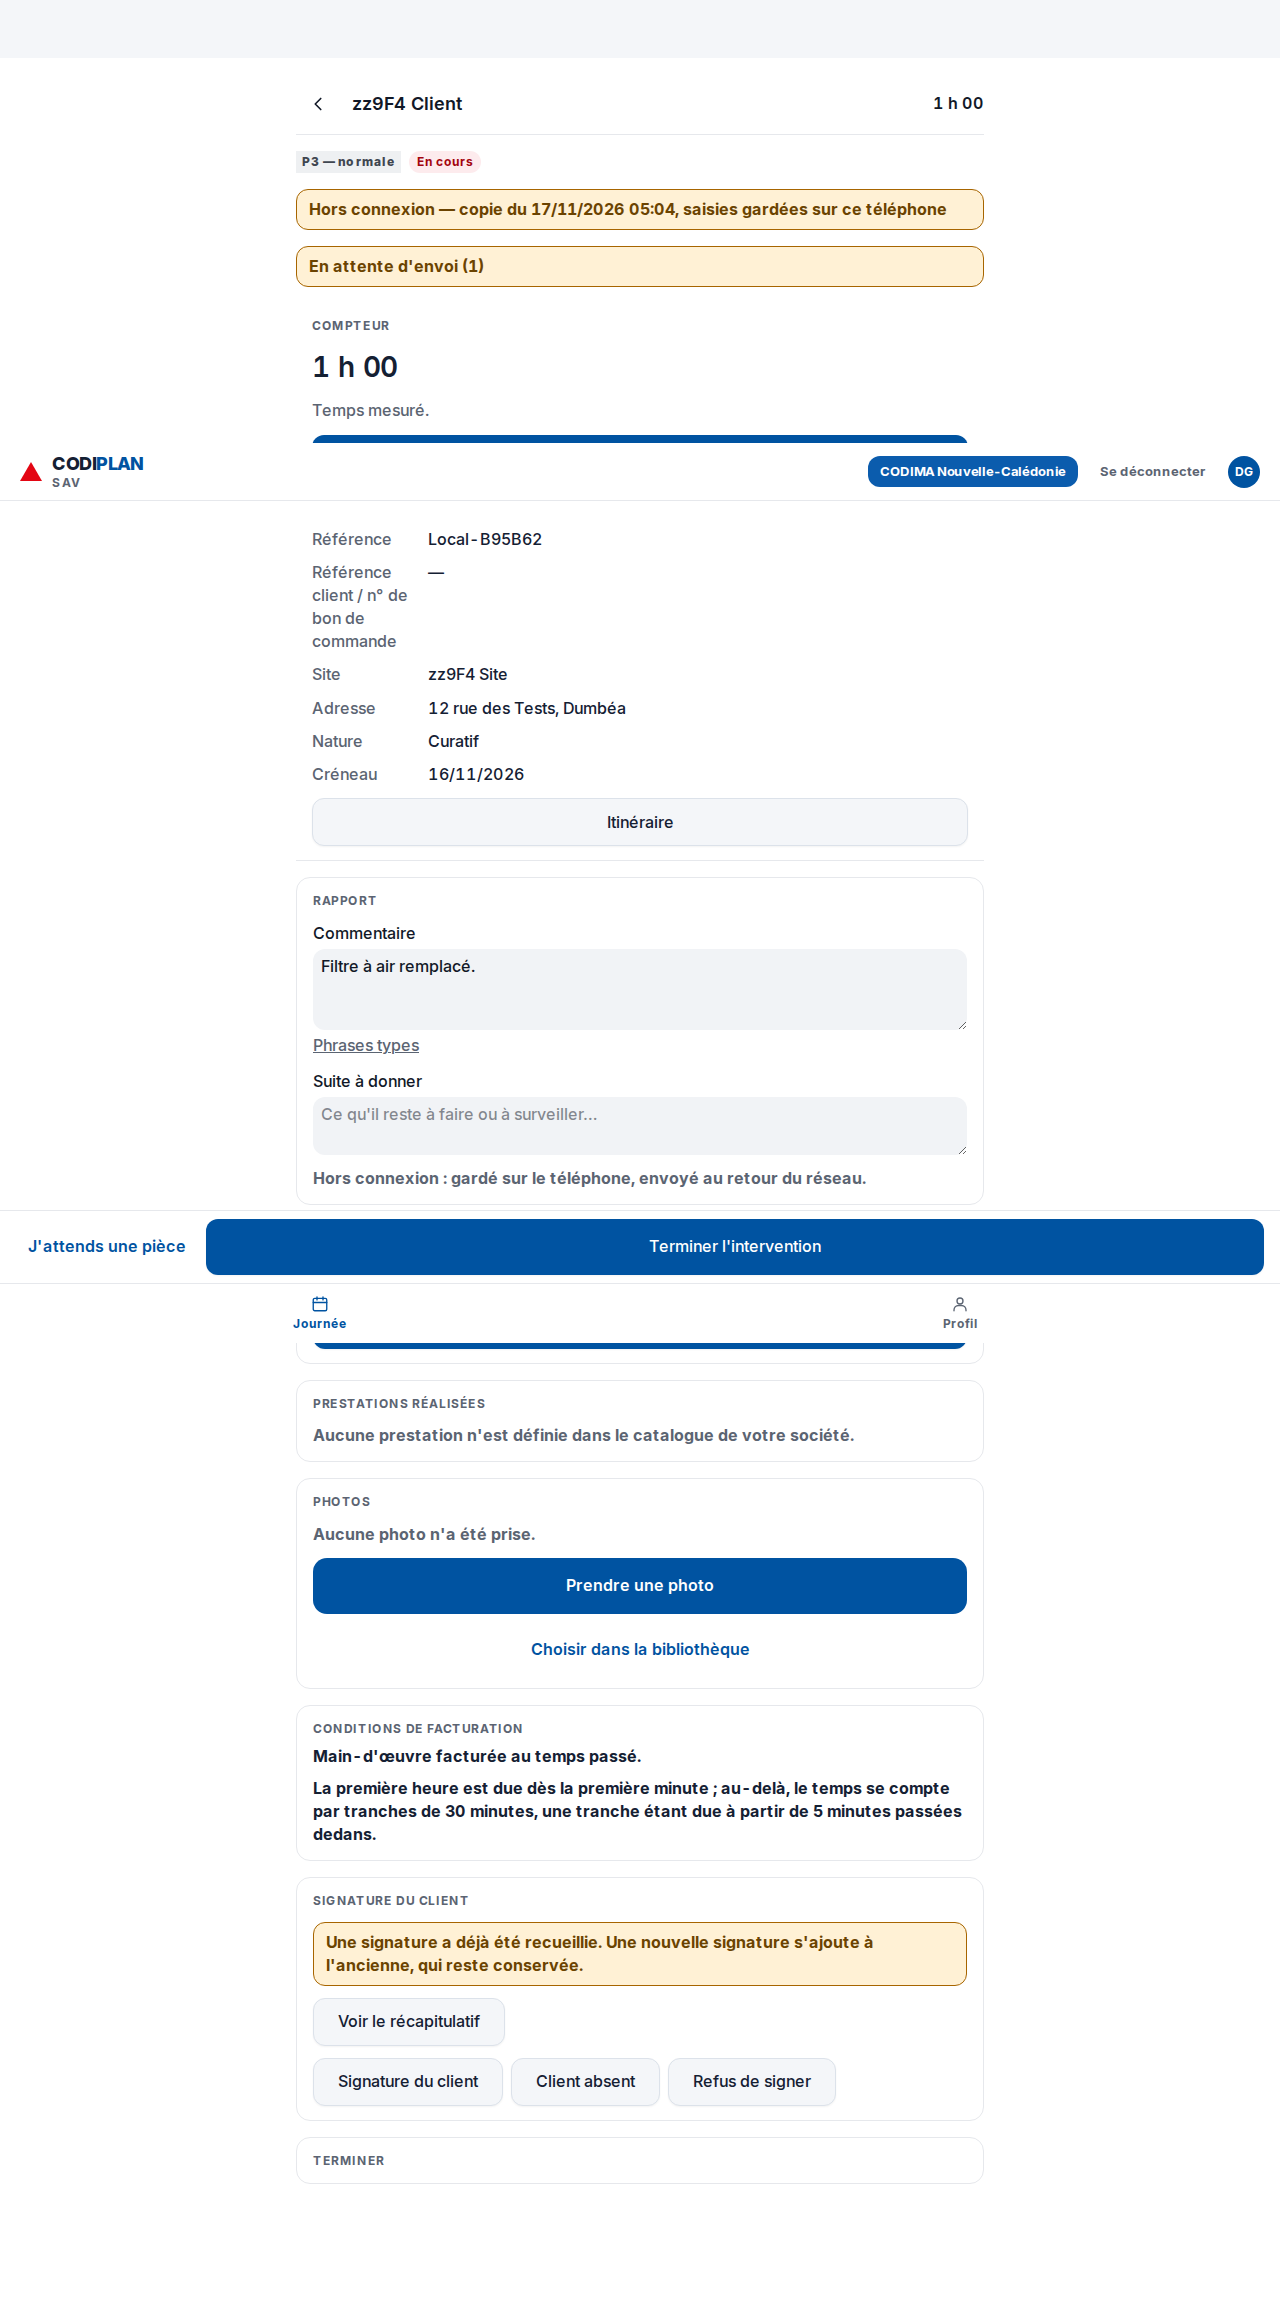 zz9F4 Client
1 h 00
P3 — normale
En cours
Hors connexion — copie du 17/11/2026 05:04, saisies gardées sur ce téléphone
En attente d'envoi (1)
COMPTEUR
1 h 00
Temps mesuré.
CODIPLAN
SAV
CODIMA Nouvelle-Calédonie
Se déconnecter
DG
Référence
Local-B95B62
Référence
client / n° de
bon de
commande
—
Site
zz9F4 Site
Adresse
12 rue des Tests, Dumbéa
Nature
Curatif
Créneau
16/11/2026
Itinéraire
RAPPORT
Commentaire
Filtre à air remplacé.
Phrases types
Suite à donner
Ce qu'il reste à faire ou à surveiller…
Hors connexion : gardé sur le téléphone, envoyé au retour du réseau.
J'attends une pièce
Terminer l'intervention
Journée
Profil
PRESTATIONS RÉALISÉES
Aucune prestation n'est définie dans le catalogue de votre société.
PHOTOS
Aucune photo n'a été prise.
Prendre une photo
Choisir dans la bibliothèque
CONDITIONS DE FACTURATION
Main-d'œuvre facturée au temps passé.
La première heure est due dès la première minute ; au-delà, le temps se compte
par tranches de 30 minutes, une tranche étant due à partir de 5 minutes passées
dedans.
SIGNATURE DU CLIENT
Une signature a déjà été recueillie. Une nouvelle signature s'ajoute à
l'ancienne, qui reste conservée.
Voir le récapitulatif
Signature du client
Client absent
Refus de signer
TERMINER